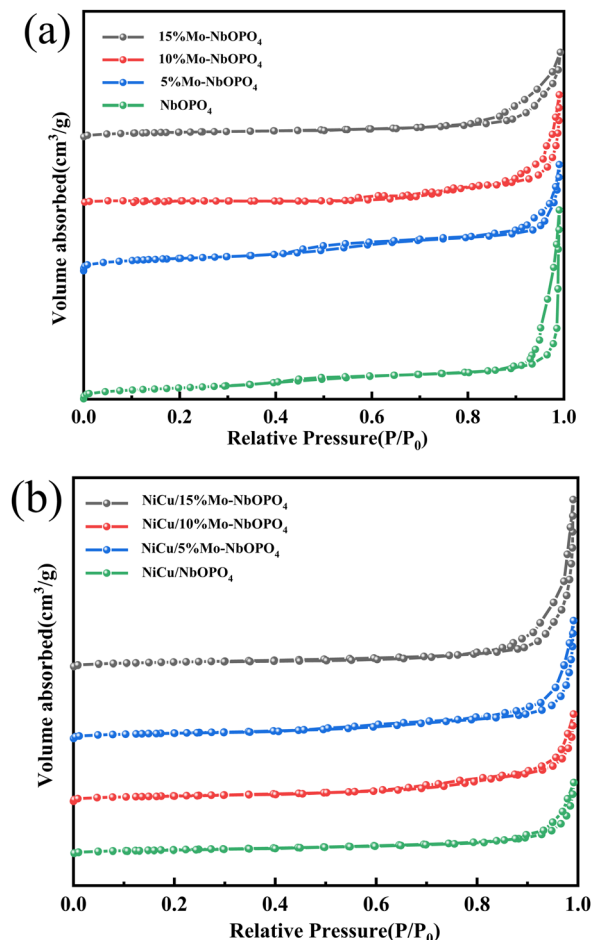 (a)
15%Mo-NbOPO₄
10%Mo-NbOPO₄
5%Mo-NbOPO₄
NbOPO₄
Volume absorbed(cm³/g)
0.0 0.2 0.4 0.6 0.8 1.0
Relative Pressure(P/P₀)
(b)
NiCu/15%Mo-NbOPO₄
NiCu/10%Mo-NbOPO₄
NiCu/5%Mo-NbOPO₄
NiCu/NbOPO₄
Volume absorbed(cm³/g)
0.0 0.2 0.4 0.6 0.8 1.0
Relative Pressure(P/P₀)